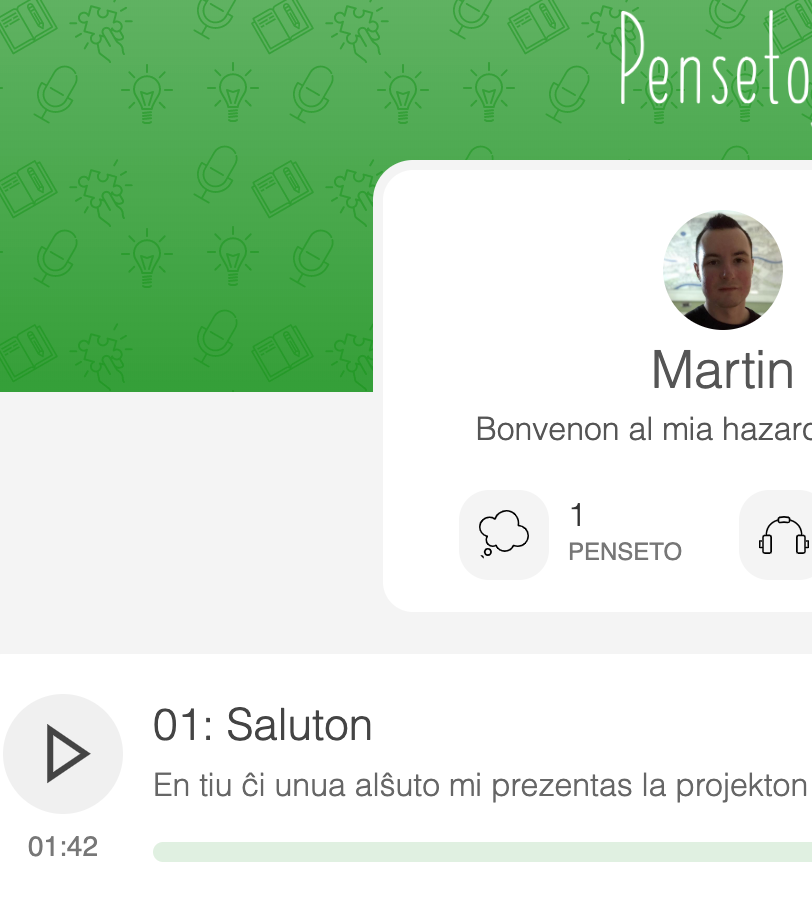 Penseto
Martin
Bonvenon al mia hazard
1
PENSETO
01: Saluton
En tiu ĉi unua alŝuto mi prezentas la projekton
01:42